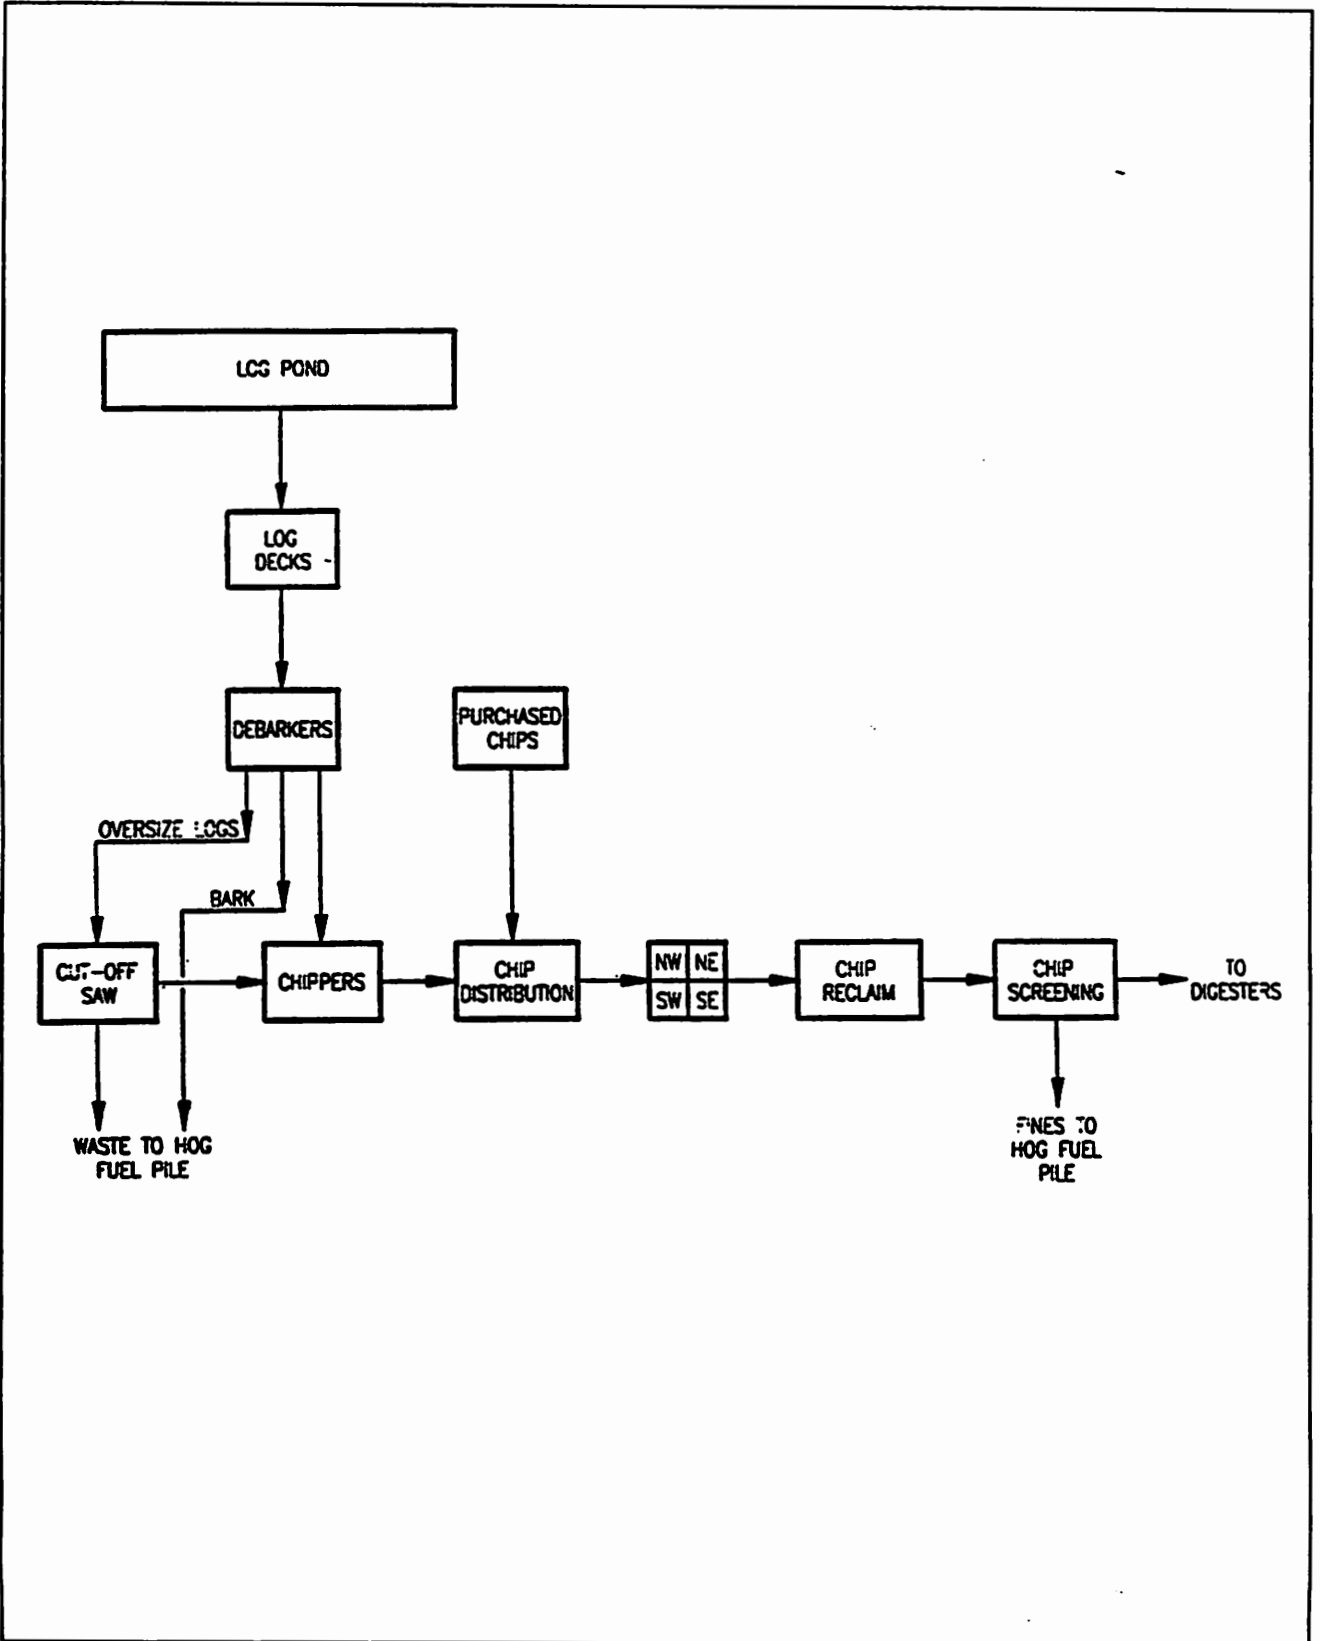 LOG POND
LOG
DECKS
DEBARKERS
PURCHASED
CHIPS
OVERSIZE LOGS
BARK
CUT-OFF
SAW
CHIPPERS
CHIP
DISTRIBUTION
NW NE
SW SE
CHIP
RECLAIM
CHIP
SCREENING
TO
DIGESTERS
WASTE TO HOG
FUEL PILE
FINES TO
HOG FUEL
PILE